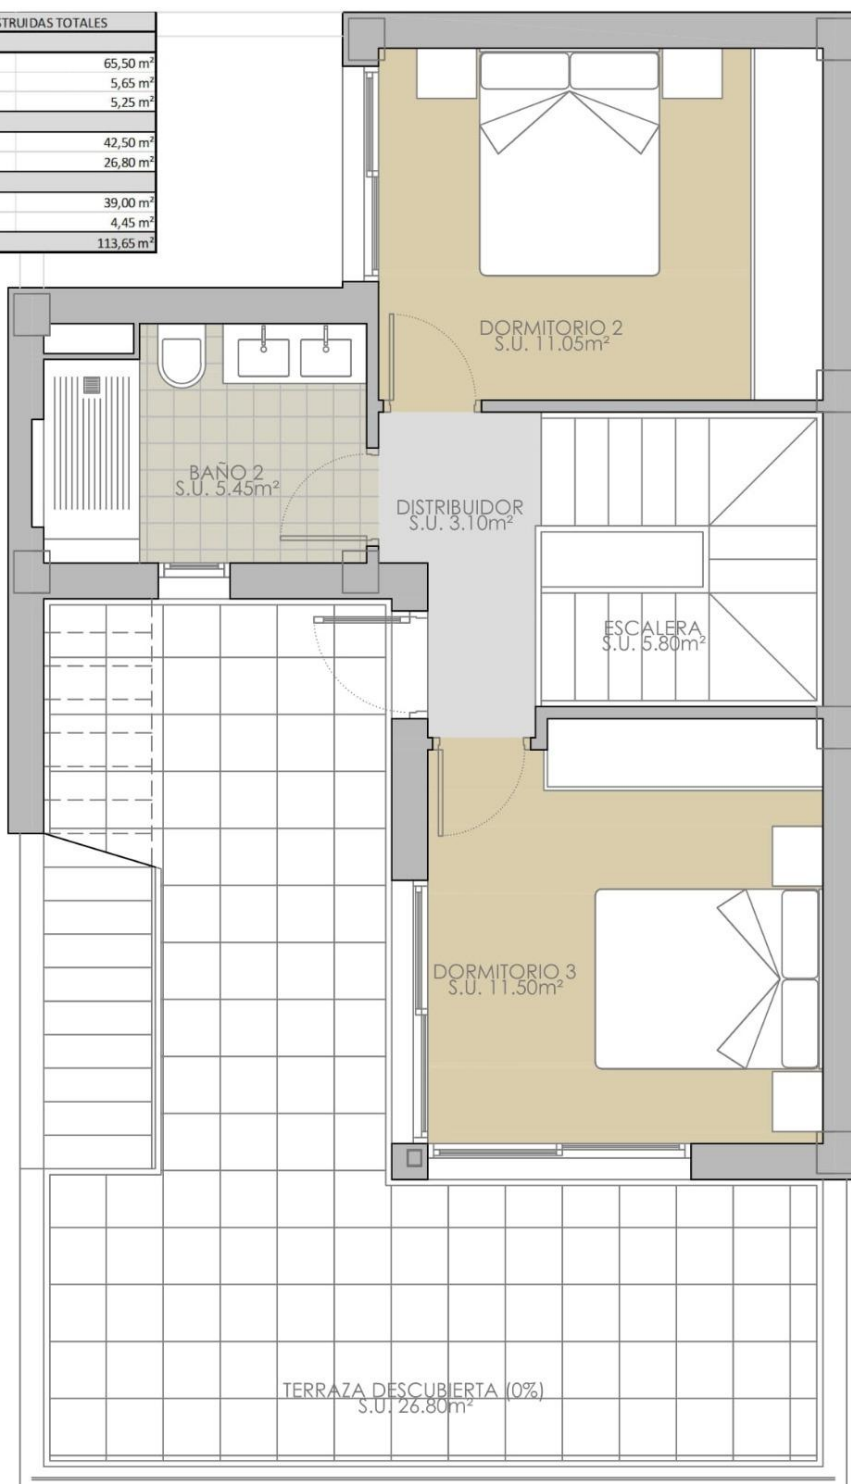 STRUIDAS TOTALES
65,50 m²
5,65 m²
5,25 m²
42,50 m²
26,80 m²
39,00 m²
4,45 m²
113,65 m²
DORMITORIO 2
S.U. 11.05m²
BAÑO 2
S.U. 5.45m²
DISTRIBUIDOR
S.U. 3.10m²
ESCALERA
S.U. 5.80m²
DORMITORIO 3
S.U. 11.50m²
TERRAZA DESCUBIERTA (0%)
S.U. 26.80m²